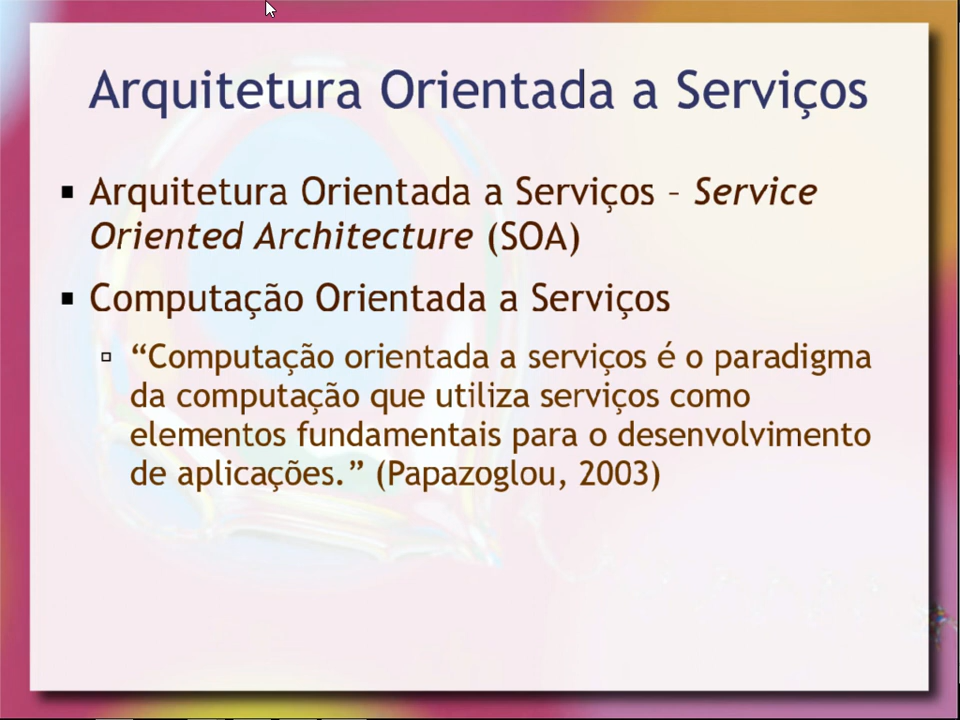 Arquitetura Orientada a Serviços
Arquitetura Orientada a Serviços – Service
Oriented Architecture (SOA)
Computação Orientada a Serviços
“Computação orientada a serviços é o paradigma
da computação que utiliza serviços como
elementos fundamentais para o desenvolvimento
de aplicações.” (Papazoglou, 2003)